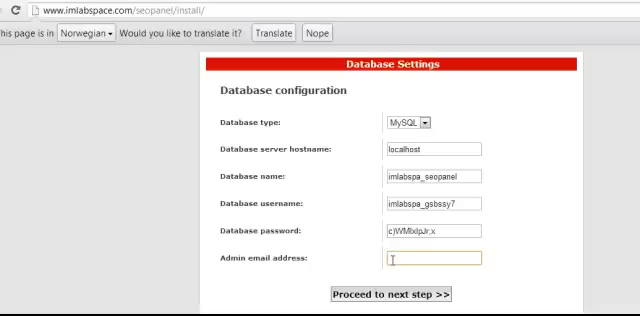 www.imlabspace.com/seopanel/install/
This page is in Norwegian Would you like to translate it? Translate Nope
Database Settings
Database configuration
Database type: MySQL
Database server hostname: localhost
Database name: imlabspa_seopanel
Database username: imlabspa_gsbssy7
Database password:
Admin email address:
Proceed to next step >>